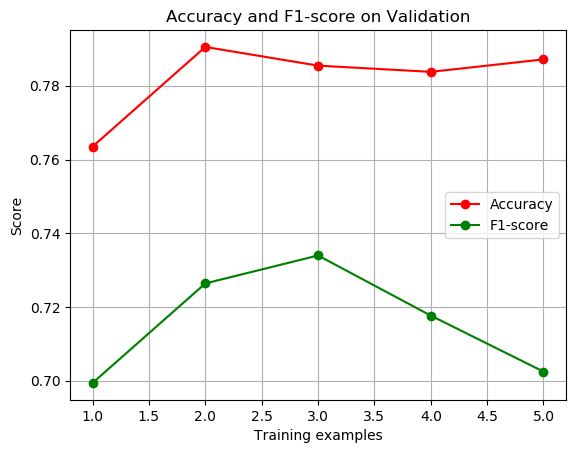 Accuracy and F1-score on Validation
Score
0.78
0.76
0.74
0.72
0.70
Accuracy
F1-score
1.0 1.5 2.0 2.5 3.0 3.5 4.0 4.5 5.0
Training examples